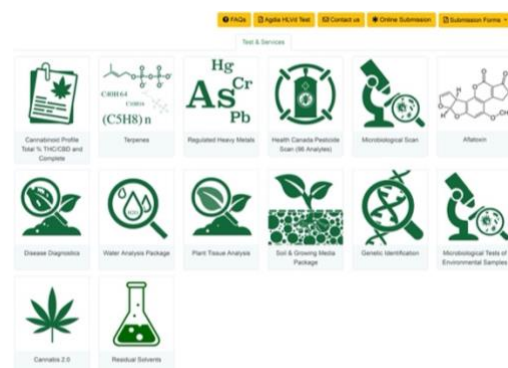 FAQs
Agdia HLVd Test
Contact us
Online Submission
Submission Forms
Test & Services
Hg
As
Cr
Pb
(C5H8) n
Cannabinoid Profile
Total % THC/CBD and
Complete
Terpenes
Regulated Heavy Metals
Health Canada Pesticide
Scan (96 Analytes)
Microbiological Scan
Aflatoxin
Disease Diagnostics
Water Analysis Package
Plant Tissue Analysis
Soil & Growing Media
Package
Genetic Identification
Microbiological Tests of
Environmental Samples
Cannabis 2.0
Residual Solvents